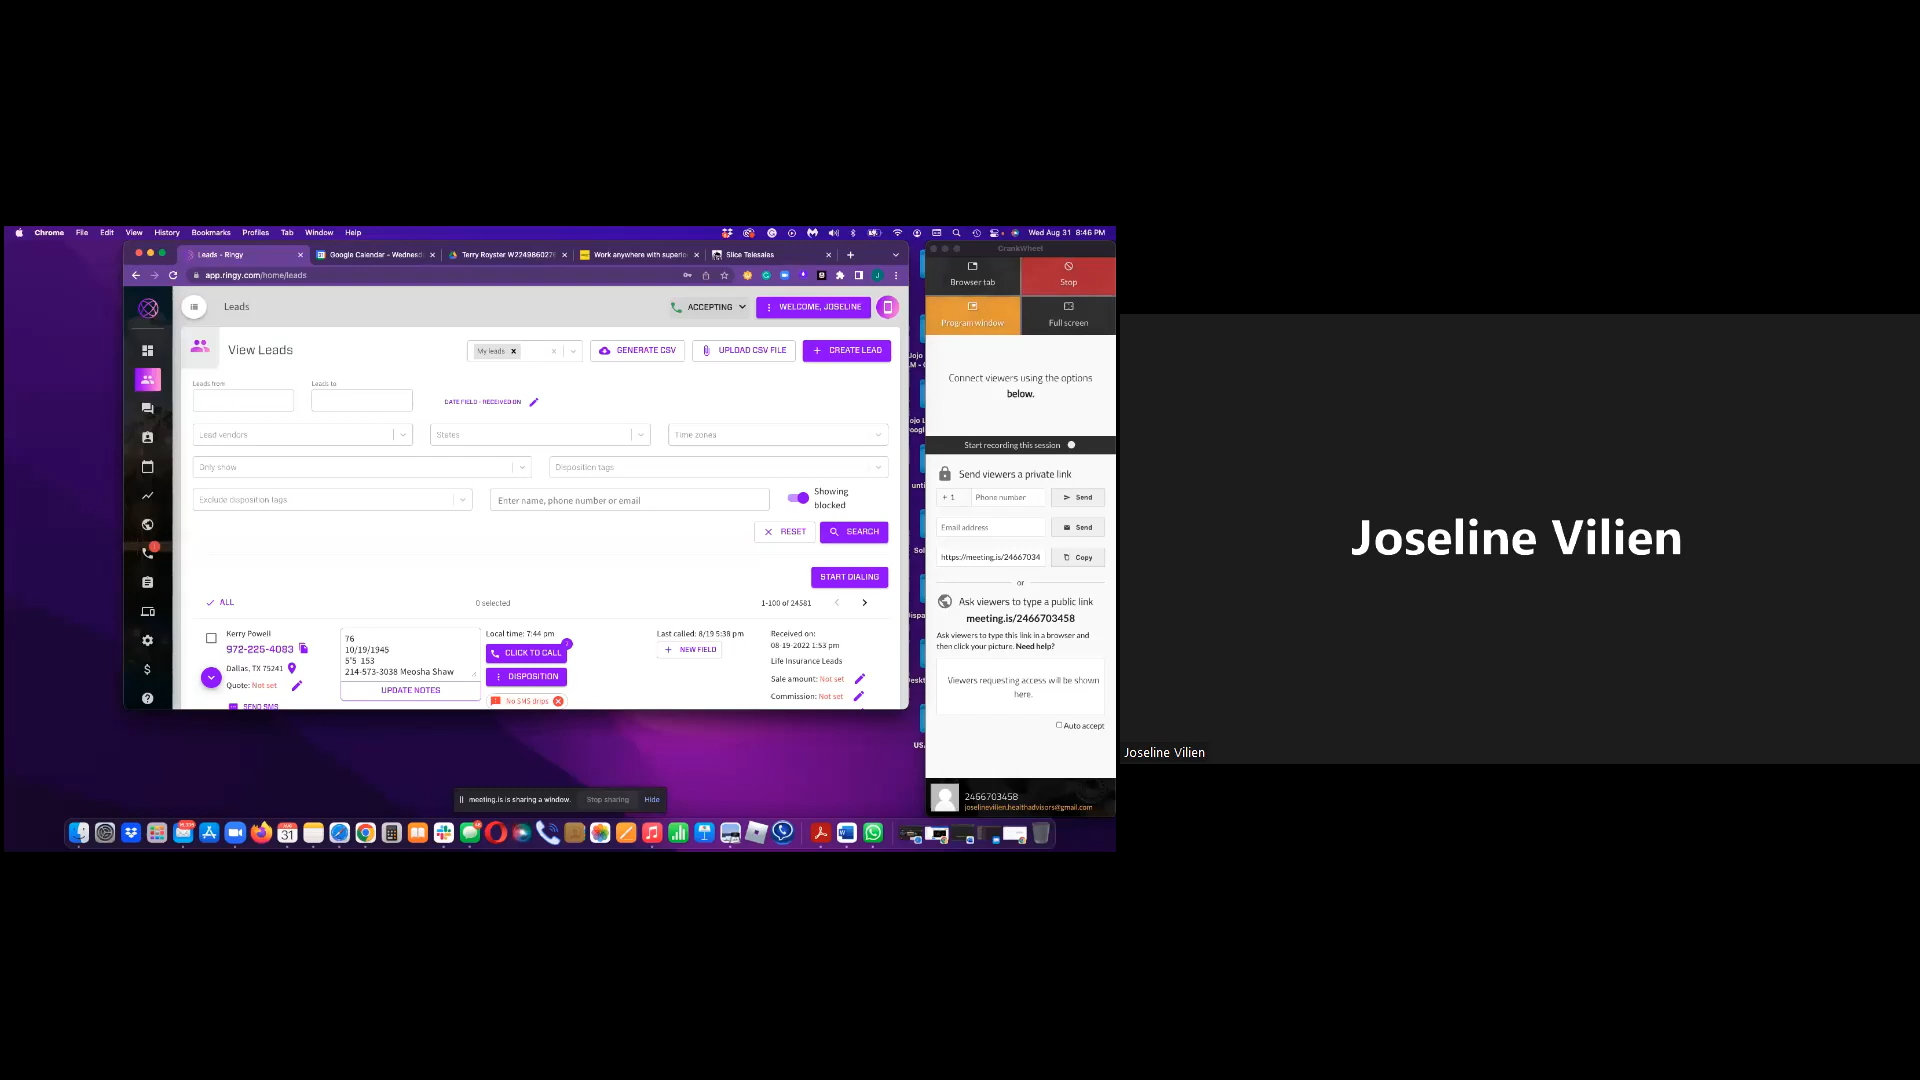 Chrome File Edit View History Bookmarks Profiles Tab Window Help
Wed Aug 31 8:46 PM
Leads - Ringy
Google Calendar - Wednesd
Terry Royster W224986027
Work anywhere with superio
Slice Telesales
app.ringy.com/home/leads
Leads
ACCEPTING
WELCOME, JOSELINE
View Leads
My leads
GENERATE CSV
UPLOAD CSV FILE
CREATE LEAD
Leads from
Leads to
DATE FIELD : RECEIVED ON
Lead vendors
States
Time zones
Only show
Disposition tags
Exclude disposition tags
Enter name, phone number or email
Showing
blocked
RESET
SEARCH
START DIALING
ALL
0 selected
1-100 of 24581
Kerry Powell
972-225-4083
Dallas, TX 75241
Quote: Not set
SEND SMS
76
10/19/1945
5'5 153
214-573-3038 Meosha Shaw
UPDATE NOTES
Local time: 7:44 pm
CLICK TO CALL
DISPOSITION
No SMS drips
Last called: 8/19 5:38 pm
NEW FIELD
Received on:
08-19-2022 1:53 pm
Life Insurance Leads
Sale amount: Not set
Commission: Not set
meeting.is is sharing a window.
Stop sharing
Hide
CrankWheel
Browser tab
Stop
Program window
Full screen
Connect viewers using the options
below.
Start recording this session
Send viewers a private link
+ 1
Phone number
Send
Email address
Send
https://meeting.is/24667034
Copy
or
Ask viewers to type a public link
meeting.is/2466703458
Ask viewers to type this link in a browser and
then click your picture. Need help?
Viewers requesting access will be shown
here.
Auto accept
2466703458
joselinevilien.healthadvisors@gmail.com
Joseline Vilien
Joseline Vilien